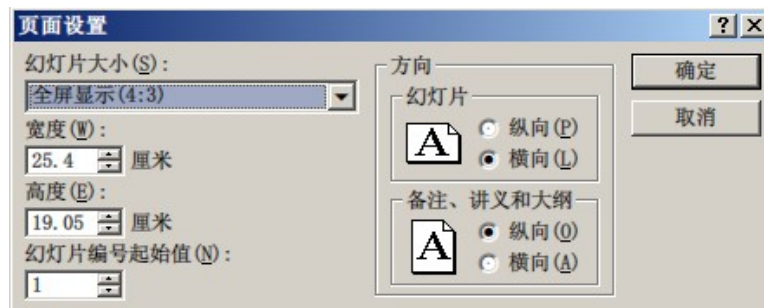 页面设置
幻灯片大小(S):
全屏显示(4:3)
宽度(W):
25.4 厘米
高度(E):
19.05 厘米
幻灯片编号起始值(N):
1
方向
幻灯片
A
纵向(P)
横向(L)
备注、讲义和大纲
A
纵向(O)
横向(A)
确定
取消